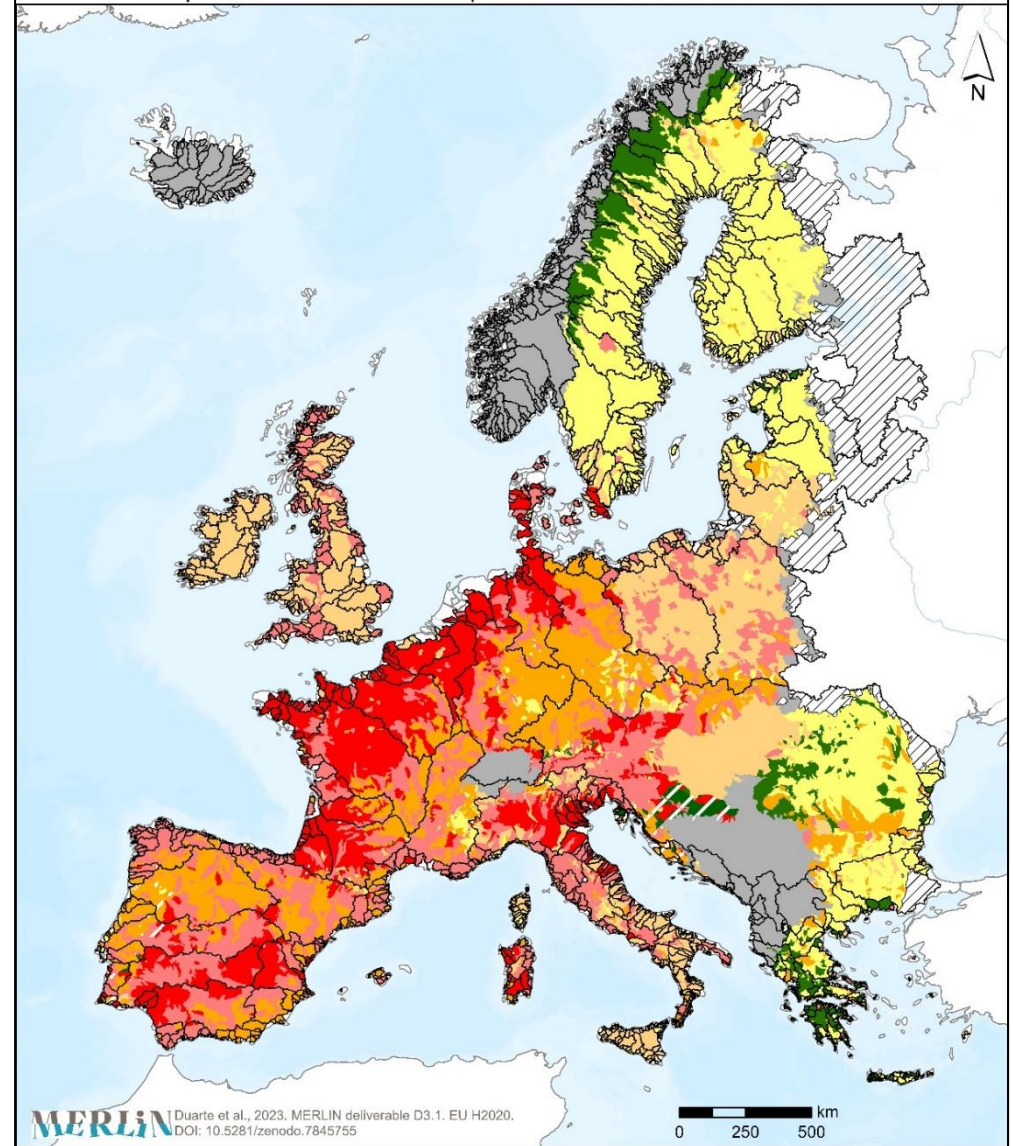 N
MERLiN
Duarte et al., 2023. MERLIN deliverable D3.1. EU H2020.
DOI: 10.5281/zenodo.7845755
km
0 250 500